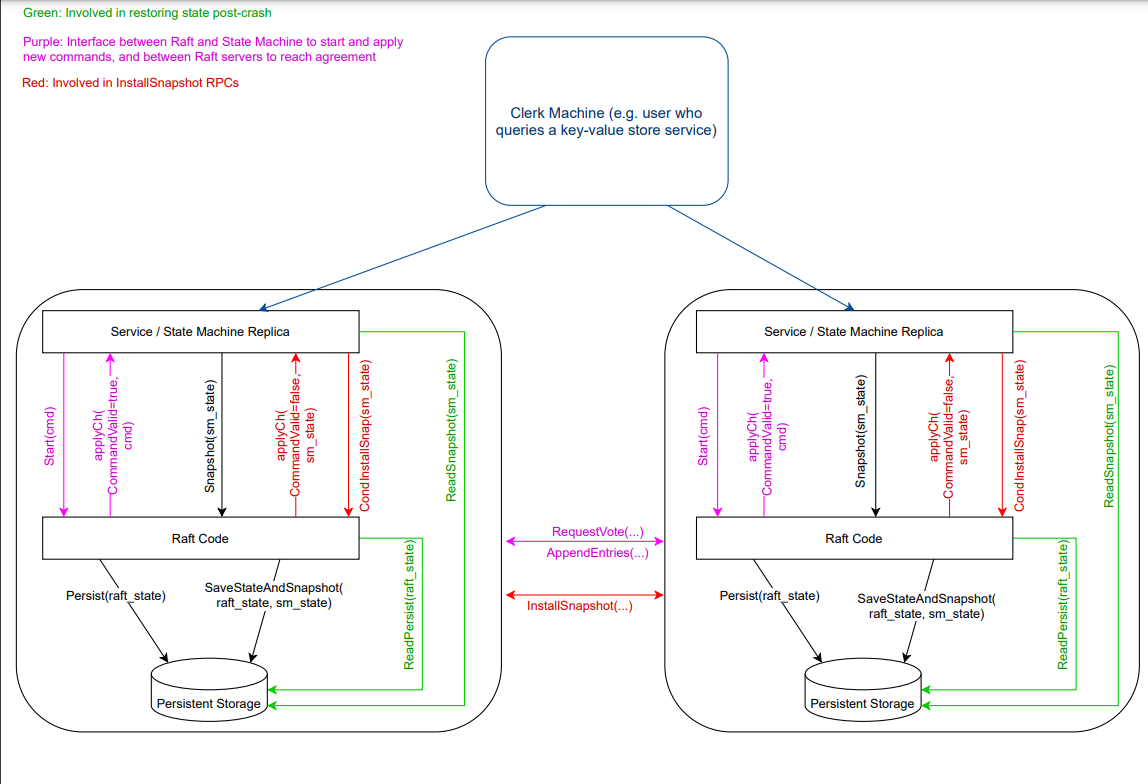 Green: Involved in restoring state post-crash
Purple: Interface between Raft and State Machine to start and apply
new commands, and between Raft servers to reach agreement
Red: Involved in InstallSnapshot RPCs
Clerk Machine (e.g. user who
queries a key-value store service)
Service / State Machine Replica
Start(cmd)
applyCh(
CommandValid=true,
cmd)
Snapshot(sm_state)
applyCh(
CommandValid=false,
sm_state)
CondInstallSnap(sm_state)
ReadSnapshot(sm_state)
Raft Code
Persist(raft_state)
SaveStateAndSnapshot(
raft_state, sm_state)
ReadPersist(raft_state)
Persistent Storage
RequestVote(...)
AppendEntries(...)
InstallSnapshot(...)
Service / State Machine Replica
Start(cmd)
applyCh(
CommandValid=true,
cmd)
Snapshot(sm_state)
applyCh(
CommandValid=false,
sm_state)
CondInstallSnap(sm_state)
ReadSnapshot(sm_state)
Raft Code
Persist(raft_state)
SaveStateAndSnapshot(
raft_state, sm_state)
ReadPersist(raft_state)
Persistent Storage